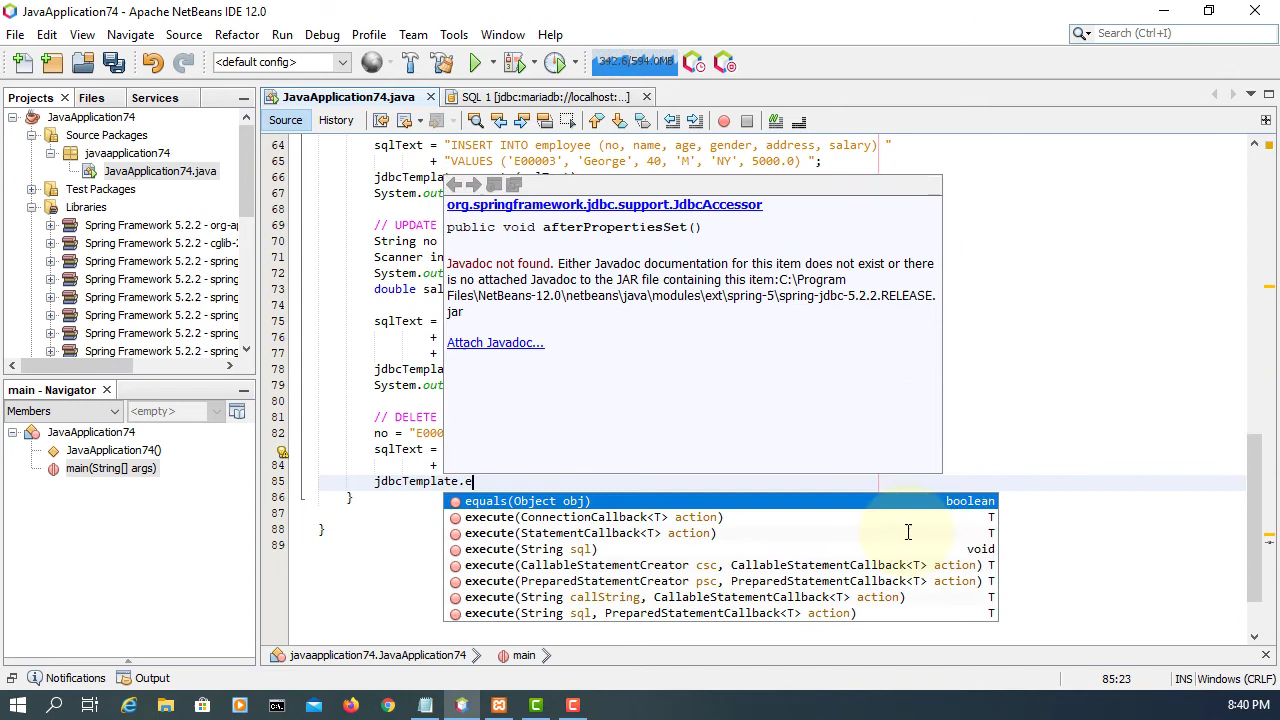 JavaApplication74 - Apache NetBeans IDE 12.0
File Edit View Navigate Source Refactor Run Debug Profile Team Tools Window Help
Search (Ctrl+I)
<default config>
342.6/594.0MB
Projects Files Services
JavaApplication74.java
SQL 1 [jdbc:mariadb://localhost:...]
Source History
JavaApplication74
Source Packages
javaapplication74
JavaApplication74.java
Test Packages
Libraries
Spring Framework 5.2.2 - org-ap
Spring Framework 5.2.2 - cglib-2
Spring Framework 5.2.2 - spring
Spring Framework 5.2.2 - spring
Spring Framework 5.2.2 - spring
Spring Framework 5.2.2 - spring
Spring Framework 5.2.2 - spring
Spring Framework 5.2.2 - spring
main - Navigator
Members <empty>
JavaApplication74
JavaApplication74()
main(String[] args)
64 sqlText = "INSERT INTO employee (no, name, age, gender, address, salary) "
65 + "VALUES ('E00003', 'George', 40, 'M', 'NY', 5000.0) ";
66 jdbcTemplate
67 System.out
68
69 // UPDATE
70 String no
71 Scanner in
72 System.out
73 double sal
74
75 sqlText =
76 +
77 +
78 jdbcTempla
79 System.out
80
81 // DELETE
82 no = "E000
sqlText =
84 +
85 jdbcTemplate.e
86 }
87
88 }
89
org.springframework.jdbc.support.JdbcAccessor
public void afterPropertiesSet()
Javadoc not found. Either Javadoc documentation for this item does not exist or there
is no attached Javadoc to the JAR file containing this item:C:\Program
Files\NetBeans-12.0\netbeans\java\modules\ext\spring-5\spring-jdbc-5.2.2.RELEASE.
jar
Attach Javadoc...
equals(Object obj) boolean
execute(ConnectionCallback<T> action) T
execute(StatementCallback<T> action) T
execute(String sql) void
execute(CallableStatementCreator csc, CallableStatementCallback<T> action) T
execute(PreparedStatementCreator psc, PreparedStatementCallback<T> action) T
execute(String callString, CallableStatementCallback<T> action) T
execute(String sql, PreparedStatementCallback<T> action) T
javaapplication74.JavaApplication74 main
Notifications Output
85:23 INS Windows (CRLF)
8:40 PM